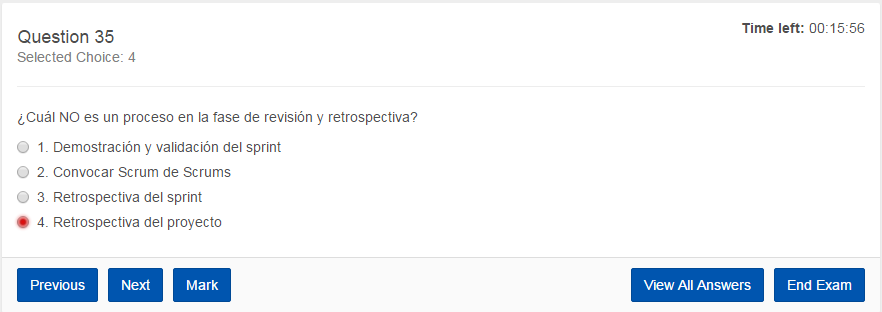 Question 35
Time left: 00:15:56
Selected Choice: 4
¿Cuál NO es un proceso en la fase de revisión y retrospectiva?
1. Demostración y validación del sprint
2. Convocar Scrum de Scrums
3. Retrospectiva del sprint
4. Retrospectiva del proyecto
Previous Next Mark View All Answers End Exam